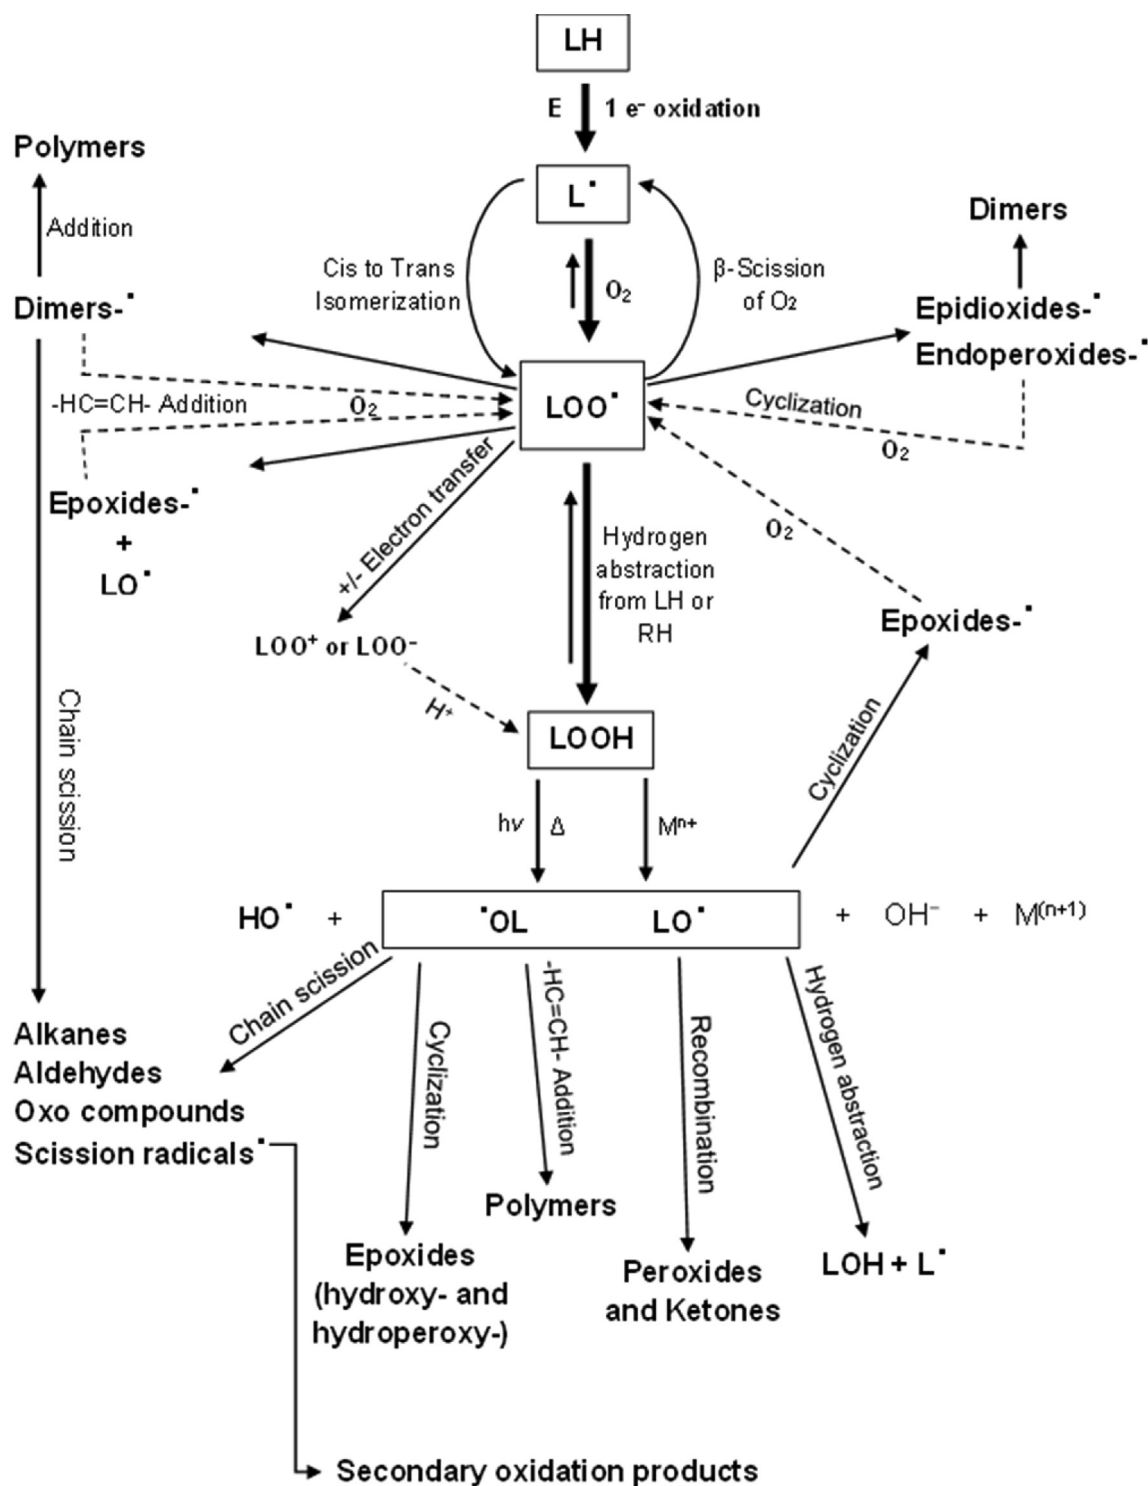 LH
E 1 e⁻ oxidation
Polymers
L˙
Addition
Dimers
Cis to Trans
Isomerization
O₂
β-Scission
of O₂
Dimers-˙
Epidioxides-˙
Endoperoxides-˙
-HC=CH- Addition
O₂
LOO˙
Cyclization
O₂
Epoxides-˙
+
LO˙
+/- Electron transfer
Hydrogen
abstraction
from LH or
RH
O₂
Epoxides-˙
LOO⁺ or LOO⁻
H⁺
Chain scission
LOOH
Cyclization
hν Δ Mⁿ⁺
HO˙ + ˙OL LO˙ + OH⁻ + M⁽ⁿ⁺¹⁾
Chain scission
Cyclization
-HC=CH- Addition
Recombination
Hydrogen abstraction
Alkanes
Aldehydes
Oxo compounds
Scission radicals˙
Polymers
Epoxides
(hydroxy- and
hydroperoxy-)
Peroxides
and Ketones
LOH + L˙
Secondary oxidation products